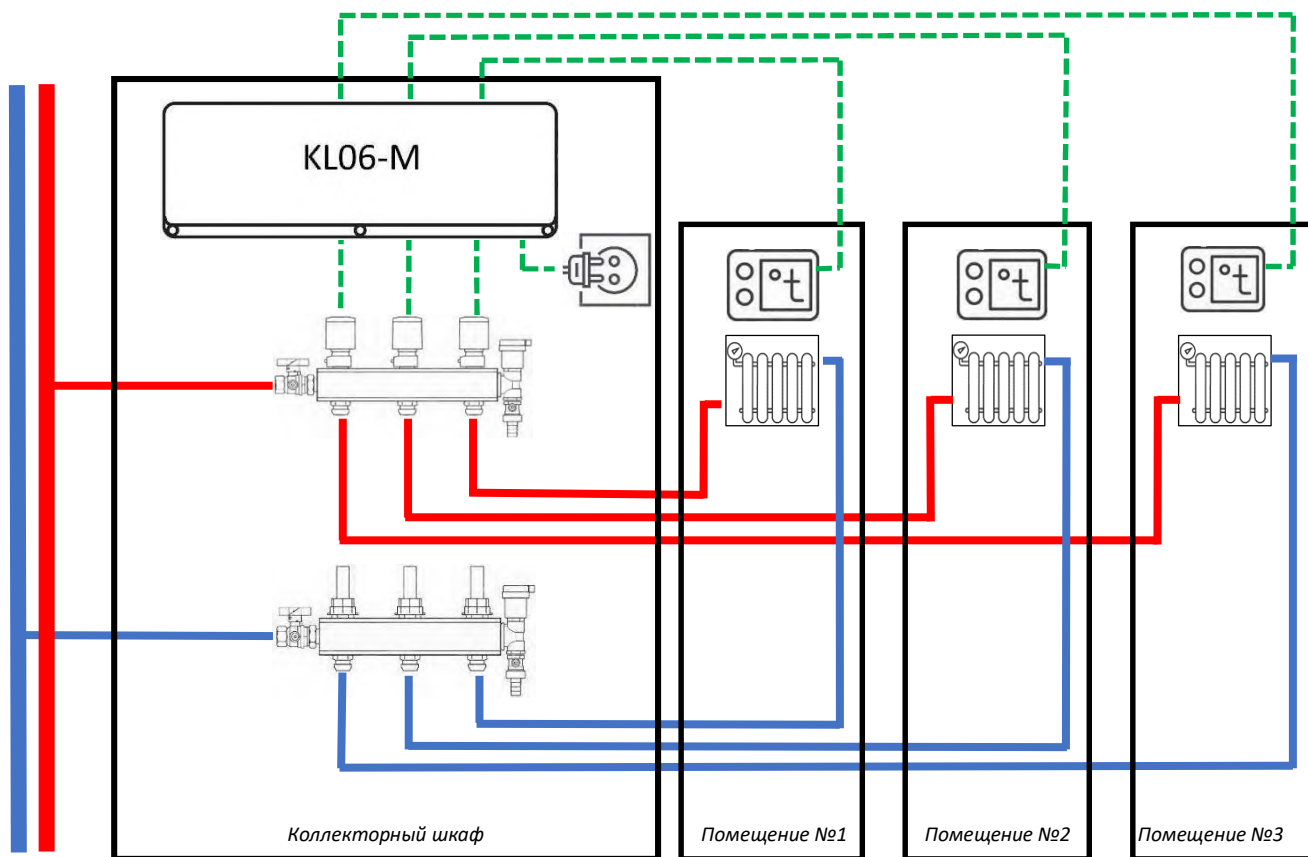 KL06-M
°t
°t
°t
Коллекторный шкаф
Помещение №1
Помещение №2
Помещение №3